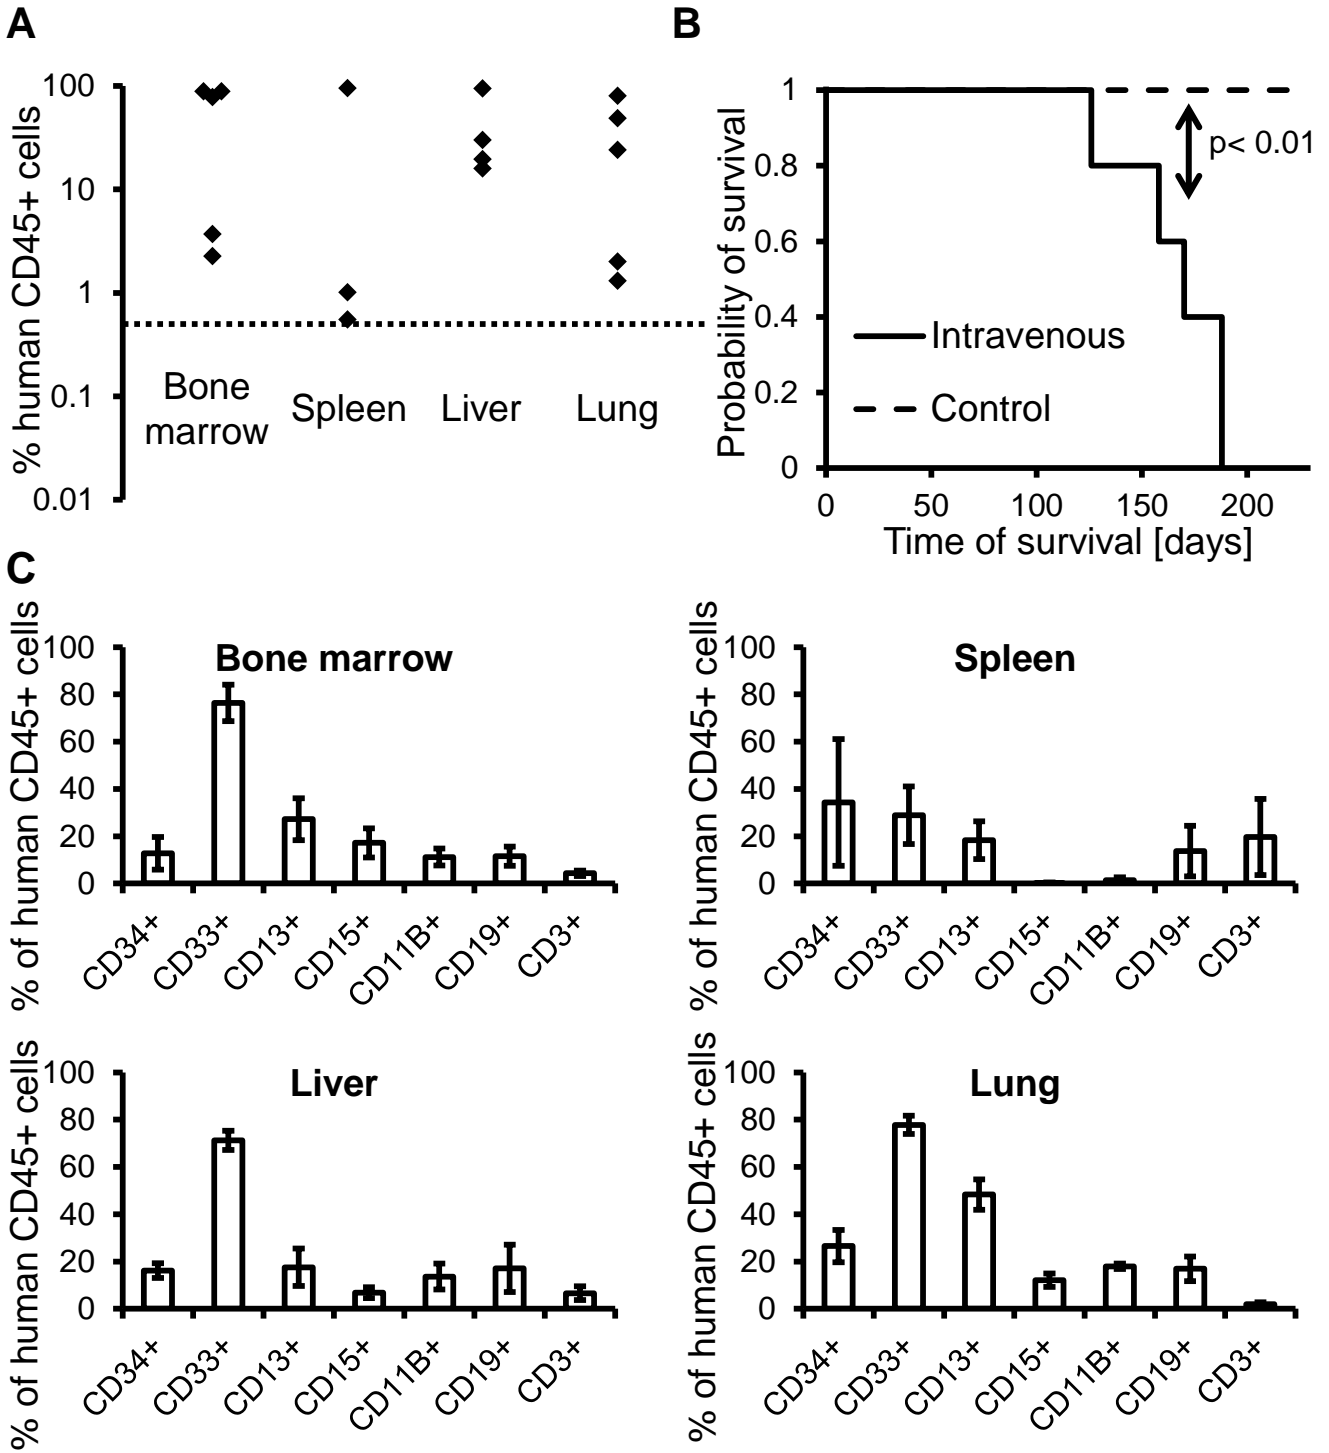 A
% human CD45+ cells
100
10
1
0.1
0.01
Bone
marrow
Spleen
Liver
Lung
B
Probability of survival
1
0.8
0.6
0.4
0.2
0
p< 0.01
Intravenous
Control
0
50
100
150
200
Time of survival [days]
C
% of human CD45+ cells
100
80
60
40
20
0
Bone marrow
CD34+
CD33+
CD13+
CD15+
CD11B+
CD19+
CD3+
% of human CD45+ cells
100
80
60
40
20
0
Spleen
CD34+
CD33+
CD13+
CD15+
CD11B+
CD19+
CD3+
% of human CD45+ cells
100
80
60
40
20
0
Liver
CD34+
CD33+
CD13+
CD15+
CD11B+
CD19+
CD3+
% of human CD45+ cells
100
80
60
40
20
0
Lung
CD34+
CD33+
CD13+
CD15+
CD11B+
CD19+
CD3+